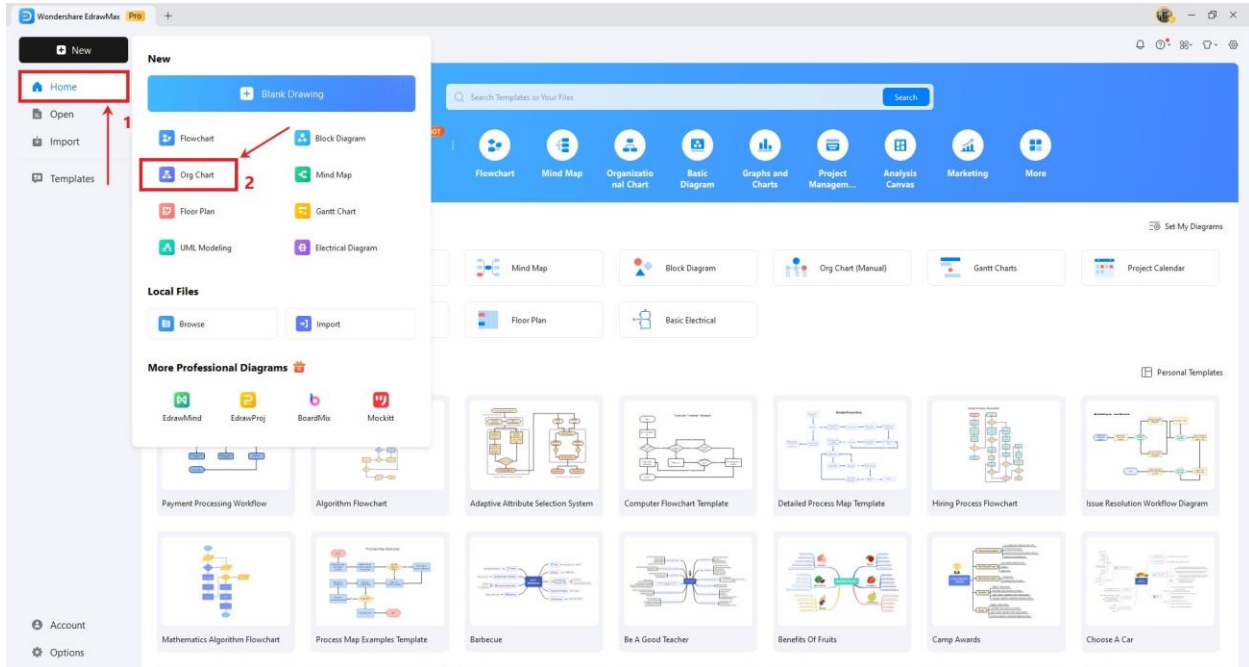 Wondershare EdrawMax Pro
New
Home
Open
Import
Templates
Account
Options
1
New
Blank Drawing
Flowchart
Block Diagram
Org Chart
2
Mind Map
Floor Plan
Gantt Chart
UML Modeling
Electrical Diagram
Local Files
Browse
Import
More Professional Diagrams
EdrawMind
EdrawProj
BoardMix
Mockitt
Search Templates or Your Files
Search
OT
Flowchart
Mind Map
Organizatio
nal Chart
Basic
Diagram
Graphs and
Charts
Project
Managem...
Analysis
Canvas
Marketing
More
Set My Diagrams
Mind Map
Block Diagram
Org Chart (Manual)
Gantt Charts
Project Calendar
Floor Plan
Basic Electrical
Personal Templates
Payment Processing Workflow
Algorithm Flowchart
Adaptive Attribute Selection System
Computer Flowchart Template
Detailed Process Map Template
Hiring Process Flowchart
Issue Resolution Workflow Diagram
Mathematics Algorithm Flowchart
Process Map Examples Template
Barbecue
Be A Good Teacher
Benefits Of Fruits
Camp Awards
Choose A Car